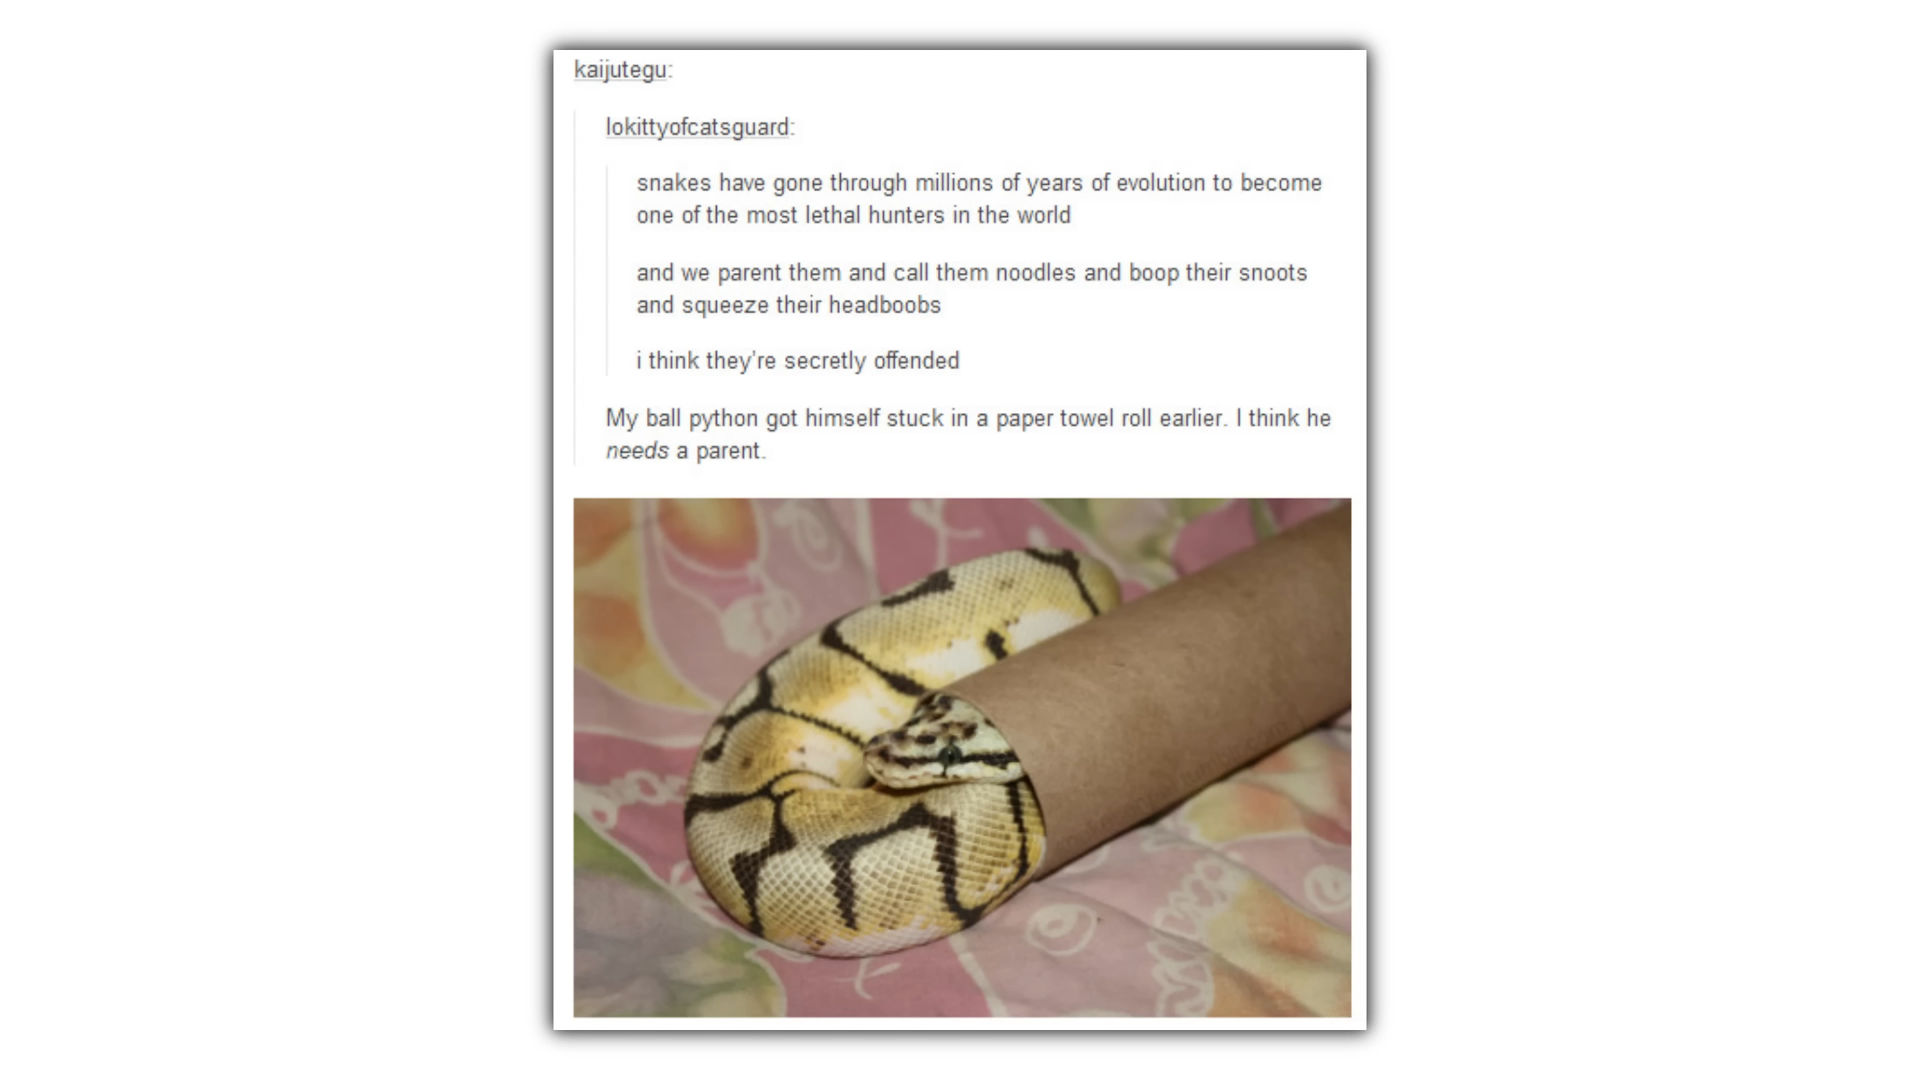 kaijutegu:
lokittyofcatsguard:
snakes have gone through millions of years of evolution to become
one of the most lethal hunters in the world
and we parent them and call them noodles and boop their snoots
and squeeze their headboobs
i think they're secretly offended
My ball python got himself stuck in a paper towel roll earlier. I think he
needs a parent.